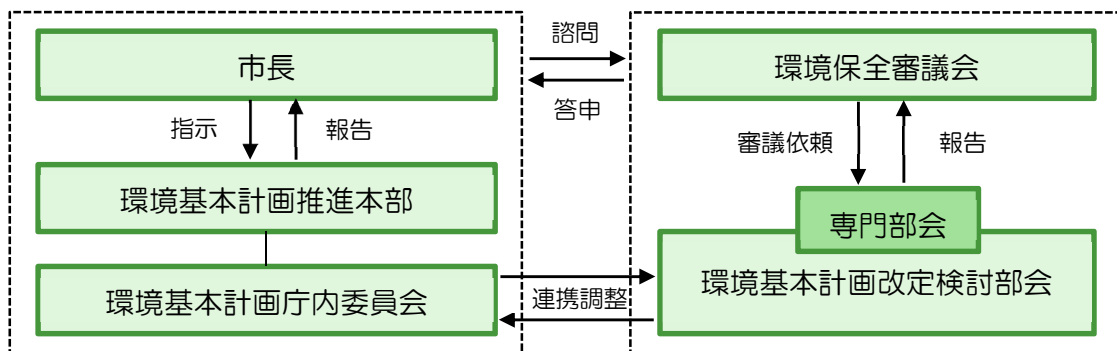 市長
諮問
環境保全審議会
答申
指示
報告
審議依頼
報告
環境基本計画推進本部
専門部会
環境基本計画庁内委員会
連携調整
環境基本計画改定検討部会